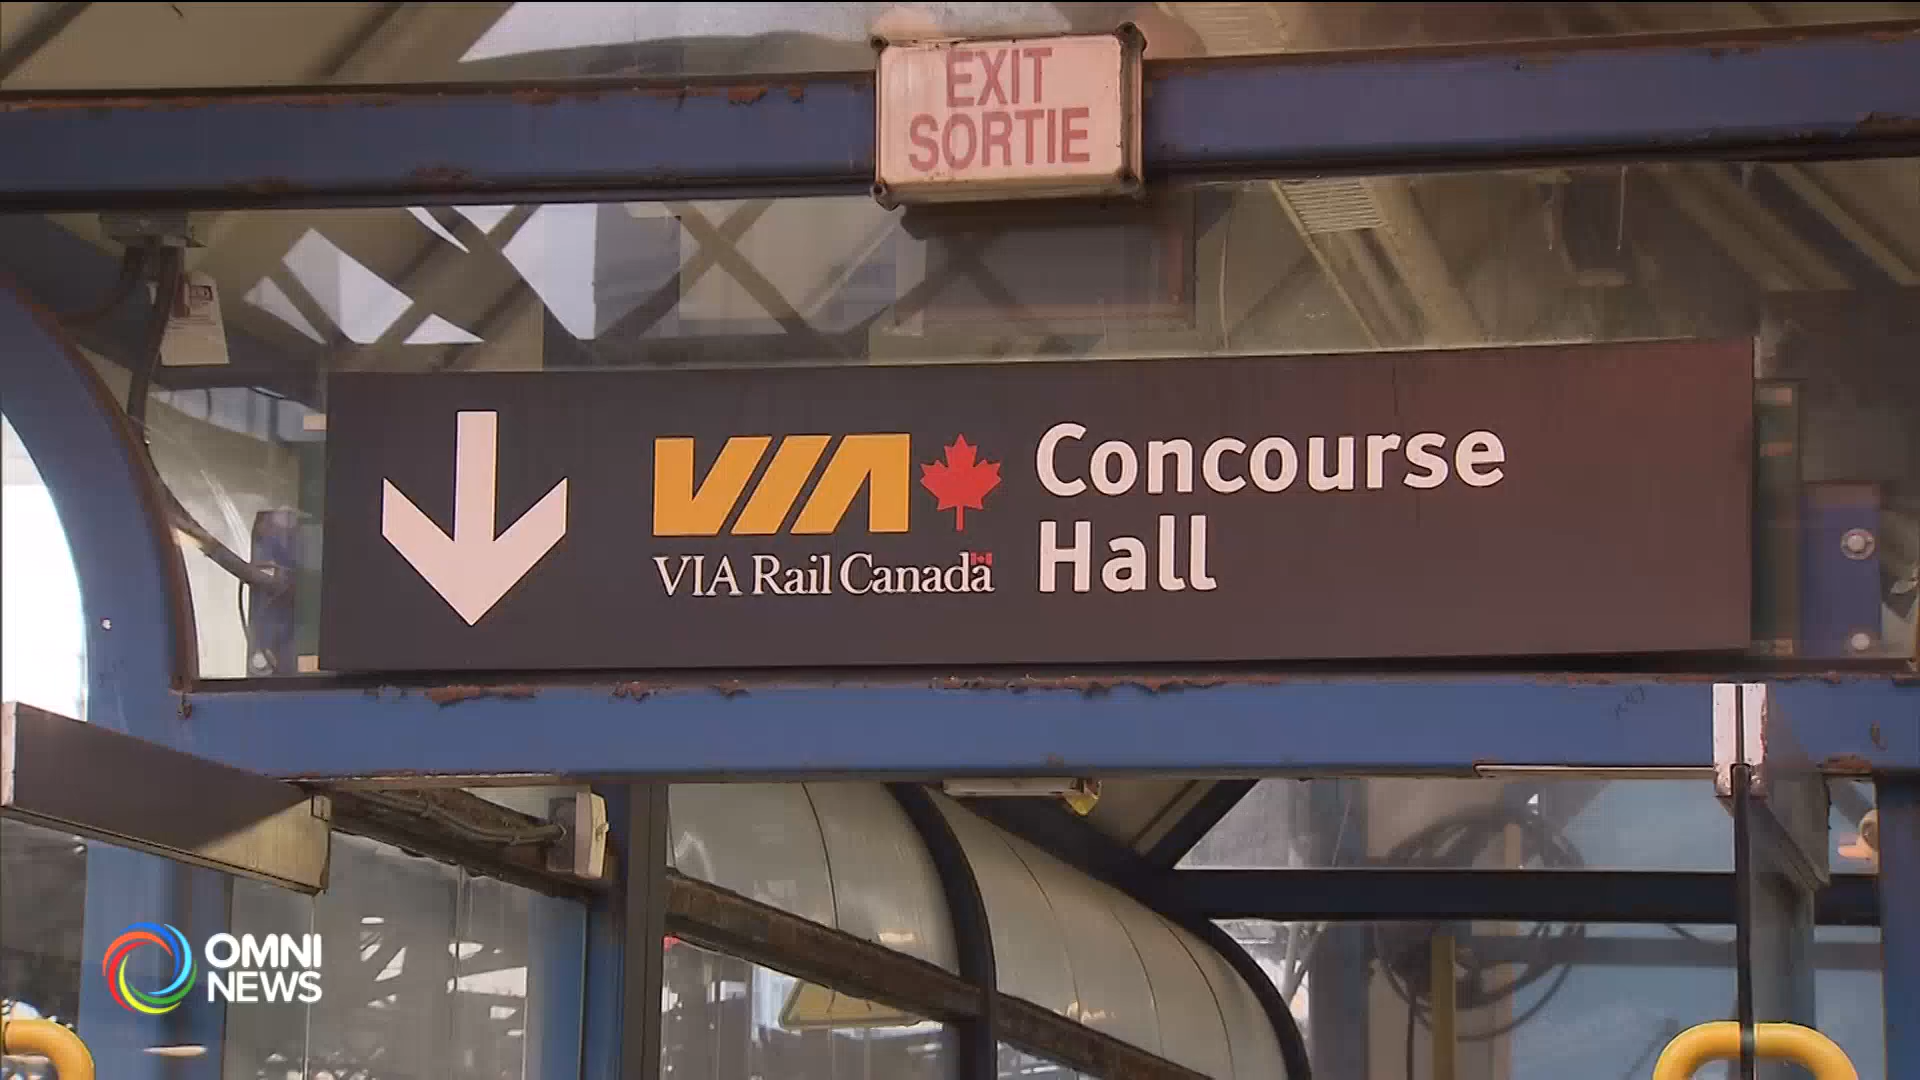 EXIT
SORTIE
VIA
VIA Rail Canada
Concourse
Hall
OMNI
NEWS